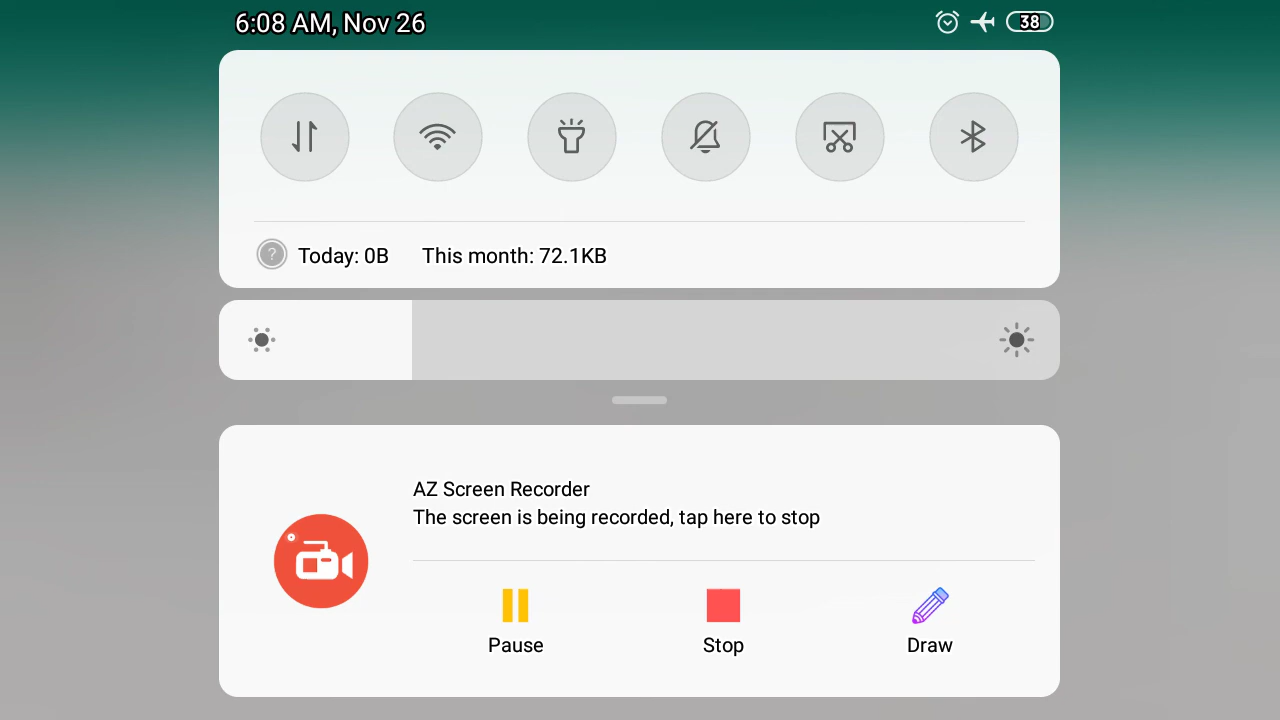 6:08 AM, Nov 26
38
? Today: 0B This month: 72.1KB
AZ Screen Recorder
The screen is being recorded, tap here to stop
Pause Stop Draw